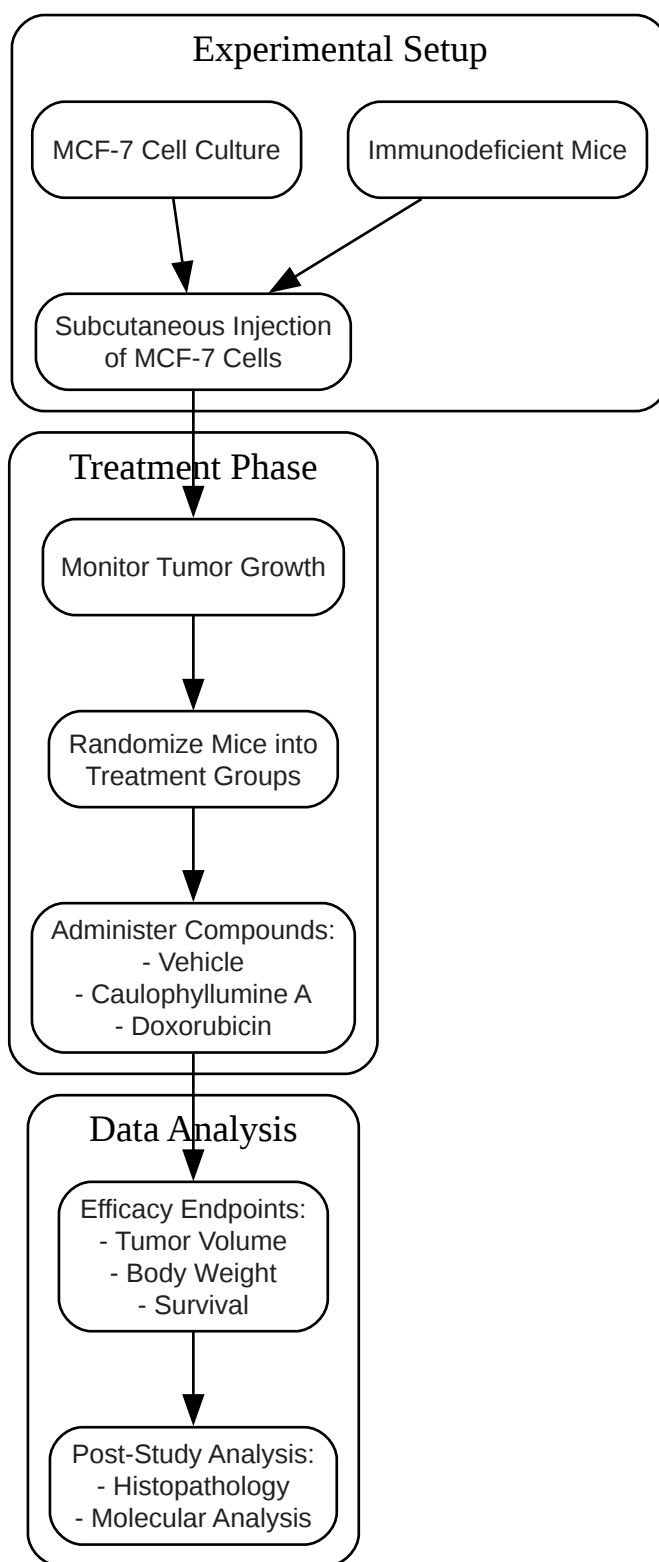 Experimental Setup
MCF-7 Cell Culture
Immunodeficient Mice
Subcutaneous Injection
of MCF-7 Cells
Treatment Phase
Monitor Tumor Growth
Randomize Mice into
Treatment Groups
Administer Compounds:
- Vehicle
- Caulophyllumine A
- Doxorubicin
Data Analysis
Efficacy Endpoints:
- Tumor Volume
- Body Weight
- Survival
Post-Study Analysis:
- Histopathology
- Molecular Analysis